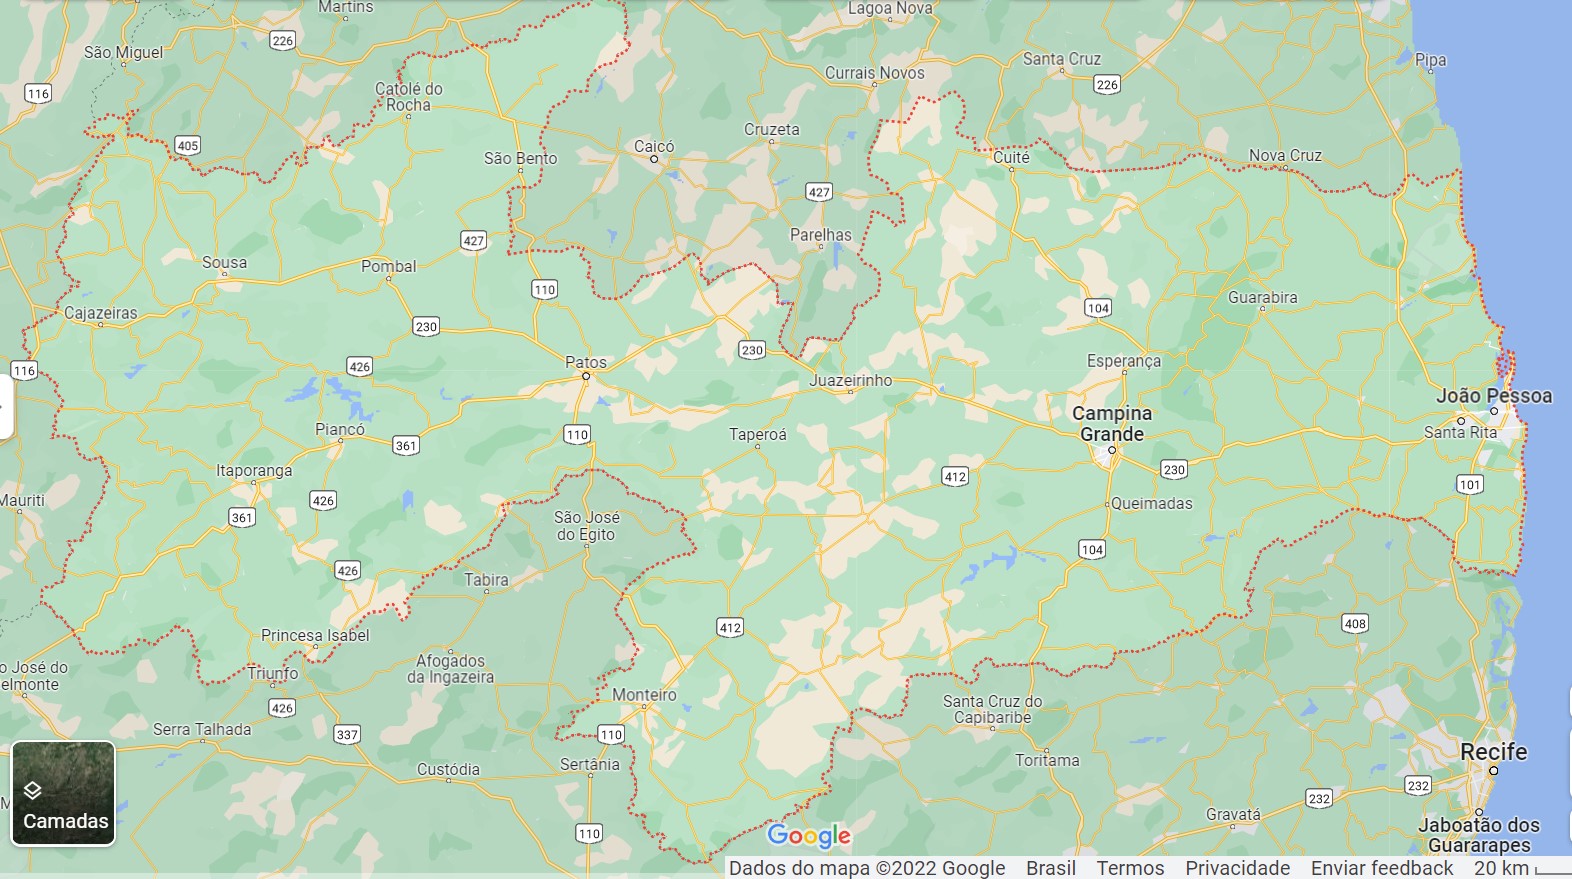 Martins
Lagoa Nova
226
São Miguel
Santa Cruz
Pipa
Currais Novos
226
116
Catolé do
Rocha
Cruzeta
405
Caicó
São Bento
Cuité
Nova Cruz
427
Parelhas
427
Sousa
Pombal
110
Guarabira
Cajazeiras
104
230
230
Patos
Esperança
116
426
Juazeirinho
João Pessoa
Campina
Grande
Piancó
361
110
Taperoá
Santa Rita
Itaporanga
230
412
101
Mauriti
426
Queimadas
361
São José
do Egito
104
426
Tabira
412
408
Princesa Isabel
Afogados
da Ingazeira
o José do
elmonte
Triunfo
Monteiro
426
Santa Cruz do
Capibaribe
Serra Talhada
337
110
Recife
Toritama
Custódia
Sertânia
232
232
Camadas
M
Gravatá
110
Google
Jaboatão dos
Guararapes
Dados do mapa ©2022 Google Brasil Termos Privacidade Enviar feedback 20 km